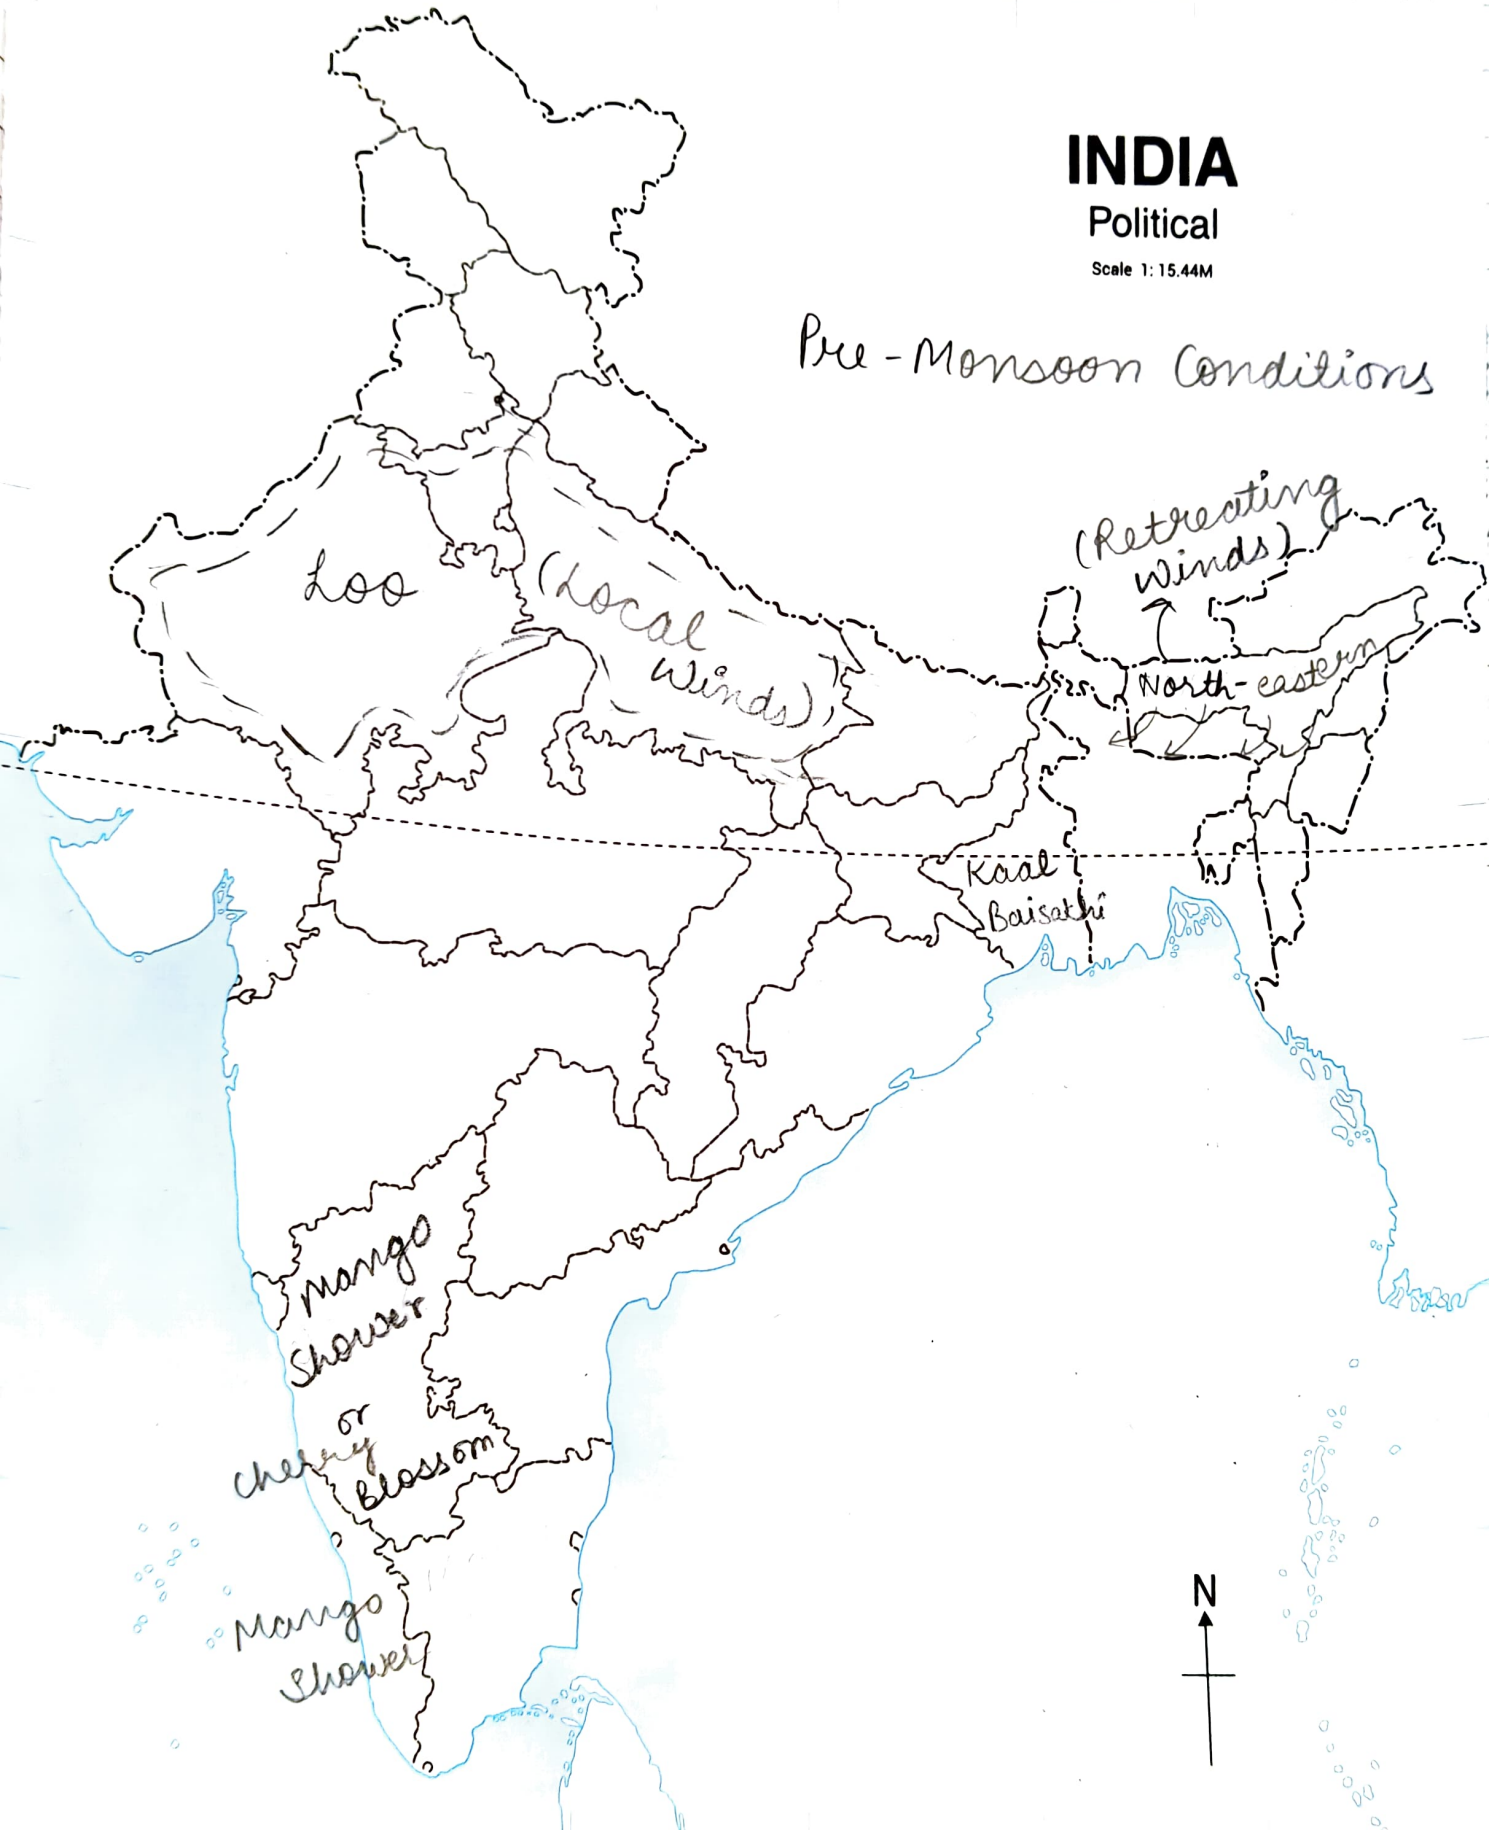 INDIA
Political
Scale 1: 15.44M
Pre-Monsoon Conditions
(Retreating
Winds)
Loo
(Local
Winds)
North-eastern
Kaal
Baisakhi
Mango
Shower
or
Cherry
Blossom
Mango
Shower
N